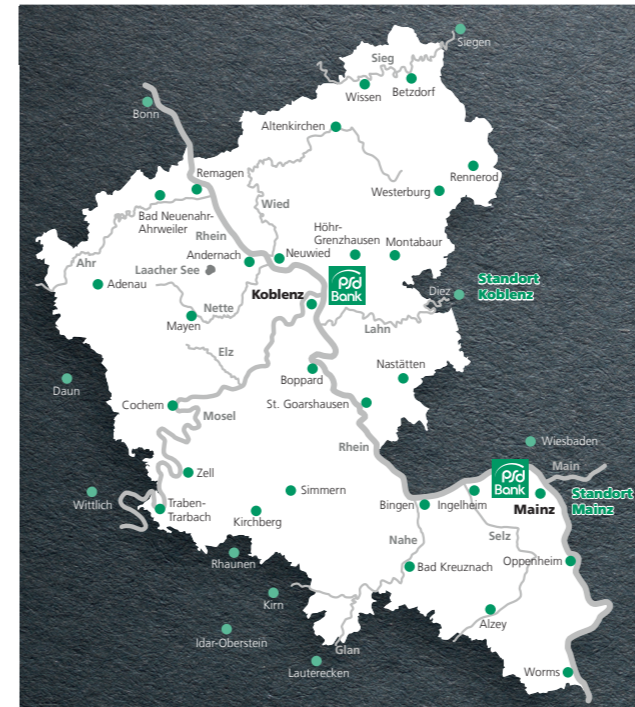 Siegen
Sieg
Wissen
Betzdorf
Bonn
Altenkirchen
Remagen
Rennerod
Westerburg
Wied
Bad Neuenahr-
Ahrweiler
Rhein
Höhr-
Grenzhausen
Montabaur
Neuwied
Andernach
Ahr
Laacher See
Adenau
psd
Bank
Standort
Koblenz
Diez
Koblenz
Nette
Mayen
Lahn
Elz
Boppard
Nastätten
Daun
Cochem
Mosel
St. Goarshausen
Rhein
Wiesbaden
Main
Zell
psd
Bank
Standort
Mainz
Wittlich
Simmern
Traben-
Trarbach
Kirchberg
Bingen
Ingelheim
Mainz
Selz
Nahe
Rhaunen
Bad Kreuznach
Oppenheim
Kirn
Alzey
Idar-Oberstein
Glan
Lauterecken
Worms